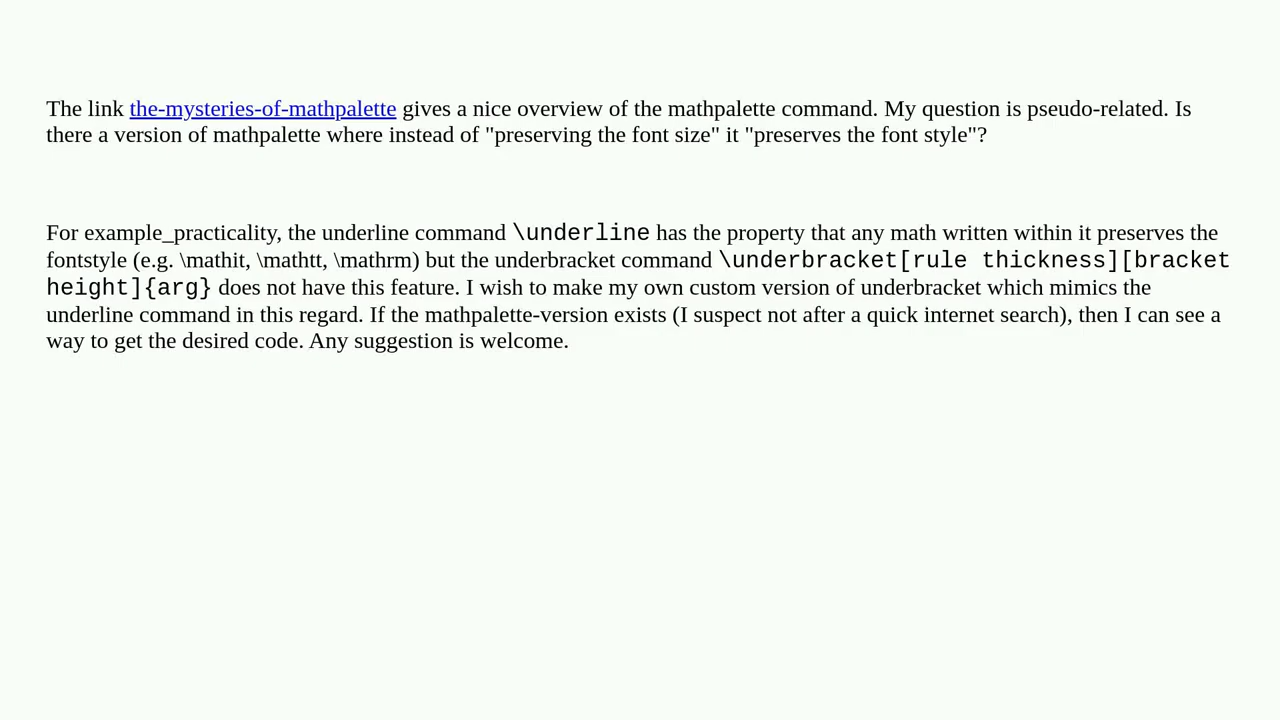 The link the-mysteries-of-mathpalette gives a nice overview of the mathpalette command. My question is pseudo-related. Is
there a version of mathpalette where instead of "preserving the font size" it "preserves the font style"?
For example_practicality, the underline command \underline has the property that any math written within it preserves the
fontstyle (e.g. \mathit, \mathtt, \mathrm) but the underbracket command \underbracket[rule thickness][bracket
height]{arg} does not have this feature. I wish to make my own custom version of underbracket which mimics the
underline command in this regard. If the mathpalette-version exists (I suspect not after a quick internet search), then I can see a
way to get the desired code. Any suggestion is welcome.